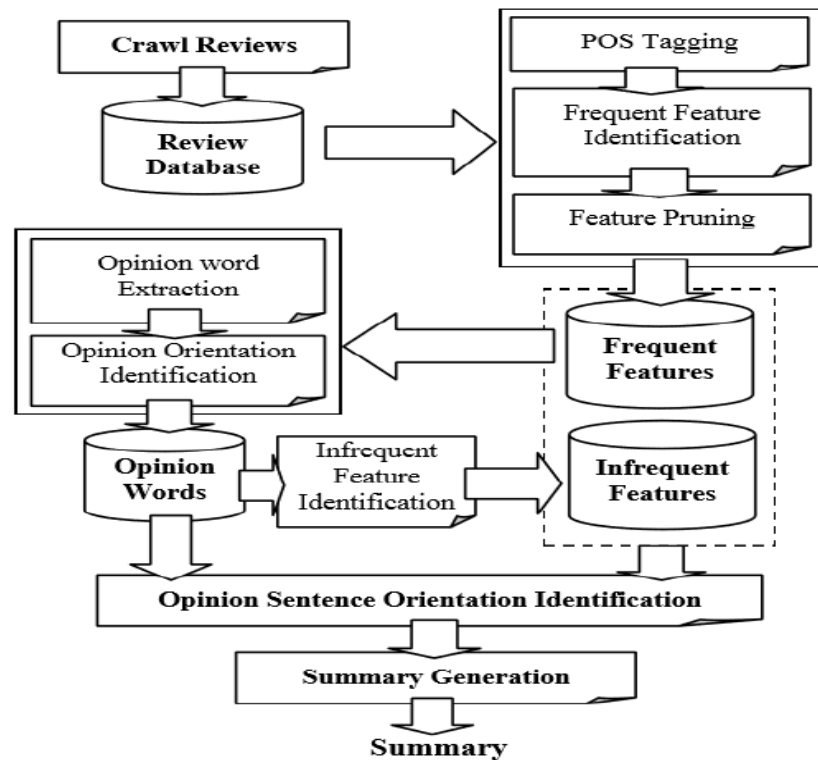 Crawl Reviews
Review
Database
POS Tagging
Frequent Feature
Identification
Feature Pruning
Opinion word
Extraction
Opinion Orientation
Identification
Frequent
Features
Opinion
Words
Infrequent
Feature
Identification
Infrequent
Features
Opinion Sentence Orientation Identification
Summary Generation
Summary